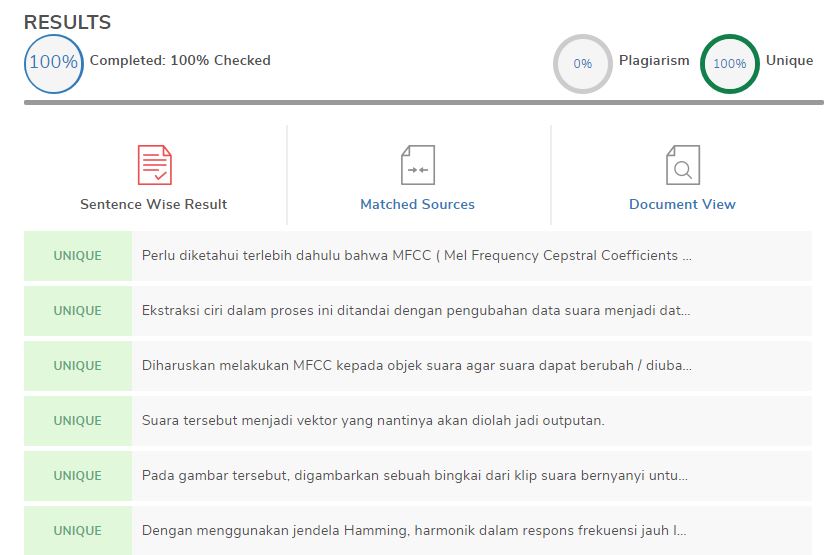 RESULTS
100% Completed: 100% Checked
0% Plagiarism 100% Unique
Sentence Wise Result
Matched Sources
Document View
UNIQUE Perlu diketahui terlebih dahulu bahwa MFCC ( Mel Frequency Cepstral Coefficients ...
UNIQUE Ekstraksi ciri dalam proses ini ditandai dengan pengubahan data suara menjadi dat...
UNIQUE Diharuskan melakukan MFCC kepada objek suara agar suara dapat berubah / diuba...
UNIQUE Suara tersebut menjadi vektor yang nantinya akan diolah jadi outputan.
UNIQUE Pada gambar tersebut, digambarkan sebuah bingkai dari klip suara bernyanyi untu...
UNIQUE Dengan menggunakan jendela Hamming, harmonik dalam respons frekuensi jauh l...